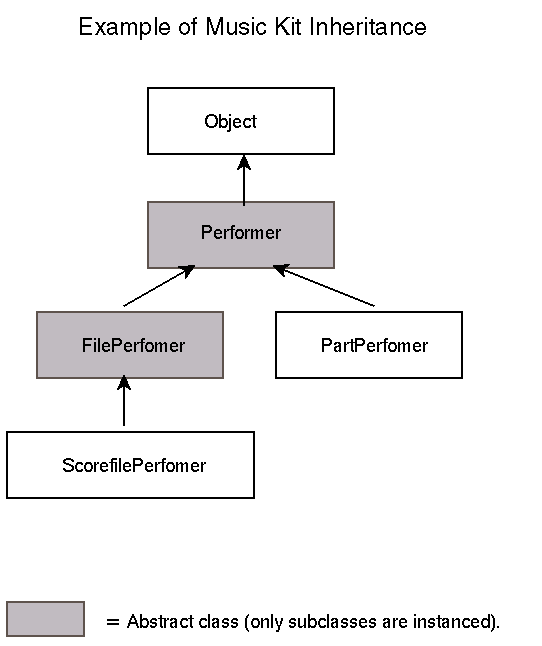 Example of Music Kit Inheritance
Object
Performer
FilePerfomer
PartPerfomer
ScorefilePerfomer
= Abstract class (only subclasses are instanced).